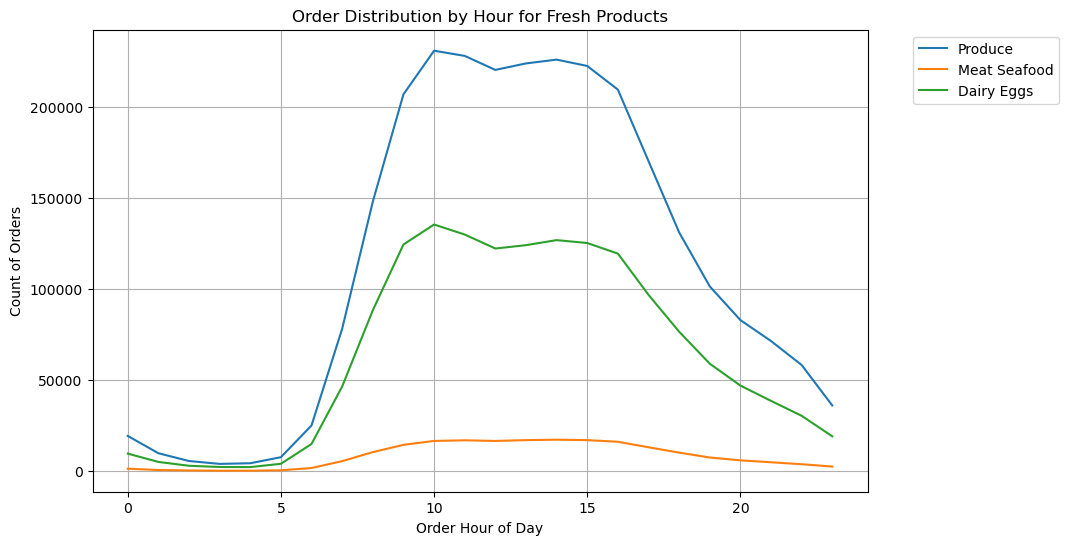 Order Distribution by Hour for Fresh Products
Produce
Meat Seafood
Dairy Eggs
Count of Orders
200000
150000
100000
50000
0
0 5 10 15 20
Order Hour of Day